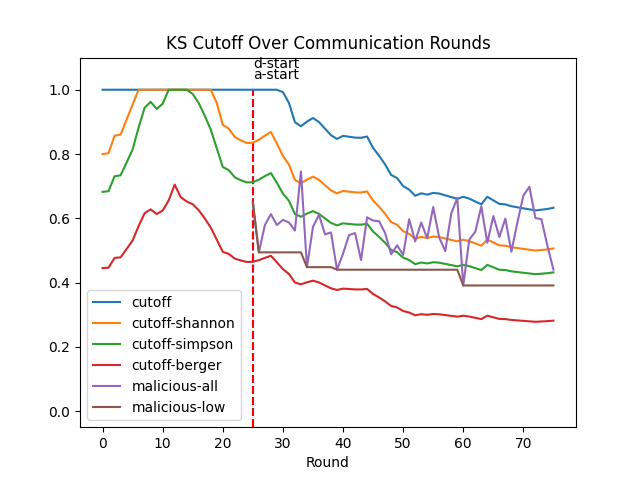 KS Cutoff Over Communication Rounds
d-start
a-start
1.0
0.8
0.6
0.4
0.2
0.0
cutoff
cutoff-shannon
cutoff-simpson
cutoff-berger
malicious-all
malicious-low
0 10 20 30 40 50 60 70
Round